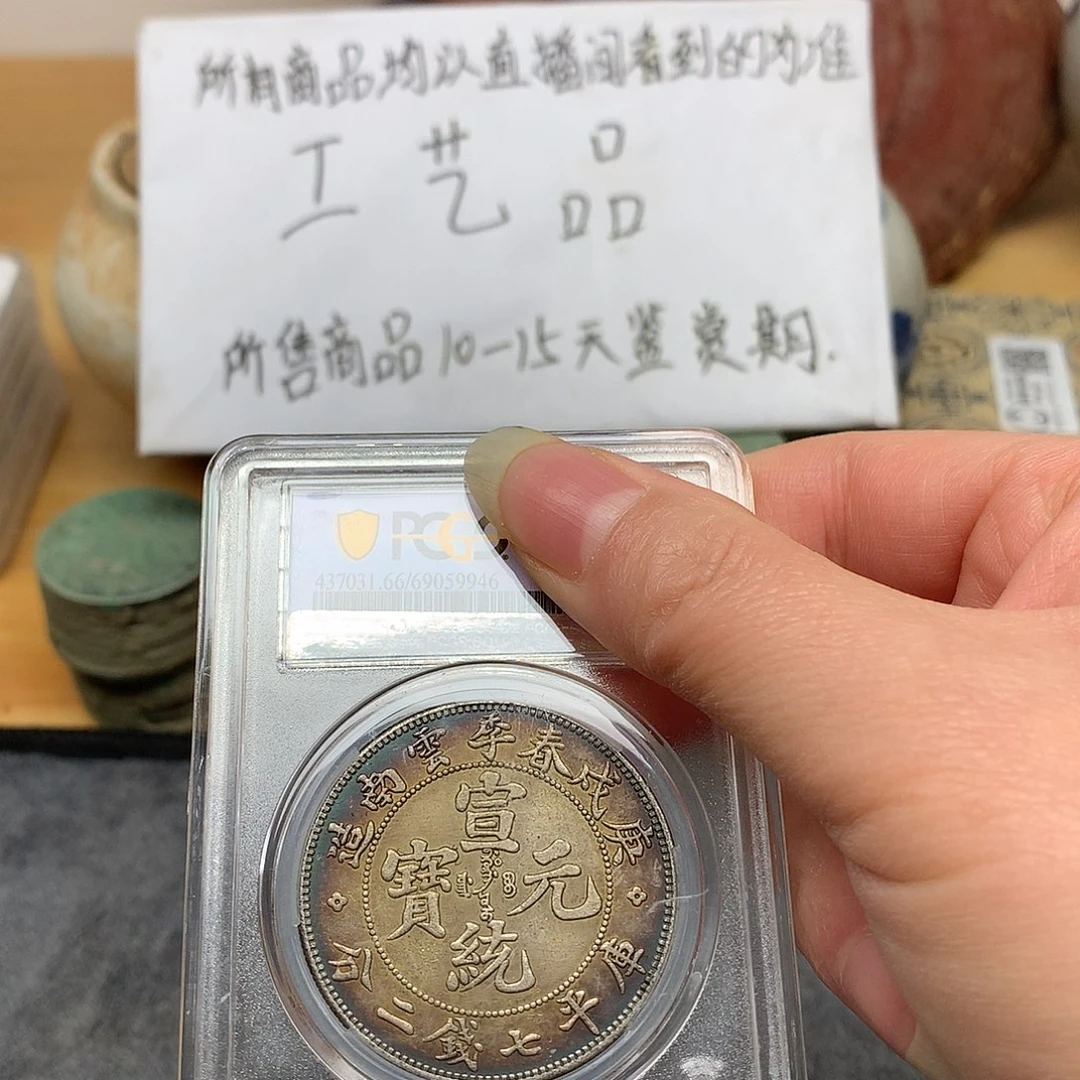 所有商品均以直播间看到的为准
工艺品
所售商品10-15天鉴赏期.
PCGS
437031.66/69059946
庚戌春季雲南造
宣統元寶
庫平七錢二分